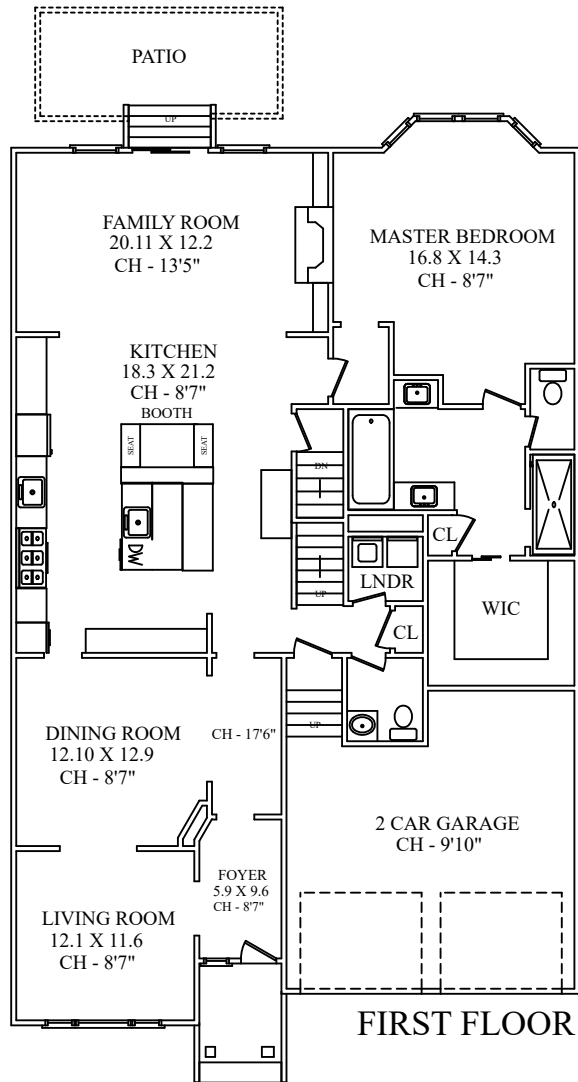 PATIO
UP
FAMILY ROOM
20.11 X 12.2
CH - 13'5"
MASTER BEDROOM
16.8 X 14.3
CH - 8'7"
KITCHEN
18.3 X 21.2
CH - 8'7"
BOOTH
SEAT
SEAT
DN
DW
CL
UP
LNDR
CL
WIC
DINING ROOM
12.10 X 12.9
CH - 8'7"
CH - 17'6"
UP
2 CAR GARAGE
CH - 9'10"
FOYER
5.9 X 9.6
CH - 8'7"
LIVING ROOM
12.1 X 11.6
CH - 8'7"
FIRST FLOOR